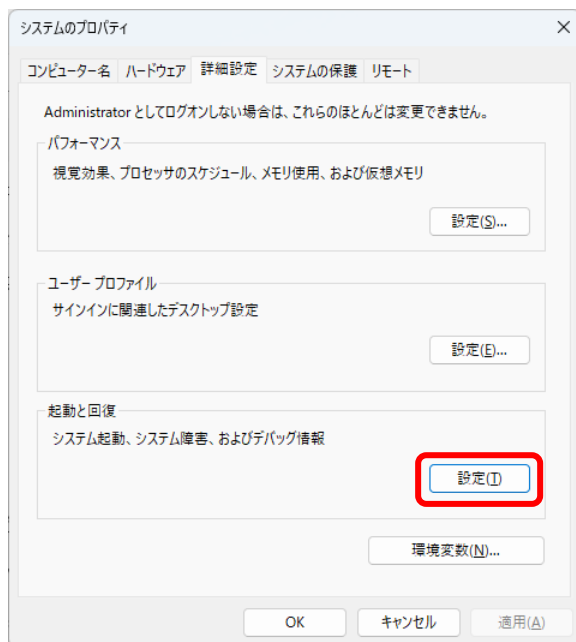 システムのプロパティ
コンピューター名 ハードウェア 詳細設定 システムの保護 リモート
Administrator としてログオンしない場合は、これらのほとんどは変更できません。
パフォーマンス
視覚効果、プロセッサのスケジュール、メモリ使用、および仮想メモリ
設定(S)...
ユーザー プロファイル
サインインに関連したデスクトップ設定
設定(E)...
起動と回復
システム起動、システム障害、およびデバッグ情報
設定(T)
環境変数(N)...
OK キャンセル 適用(A)